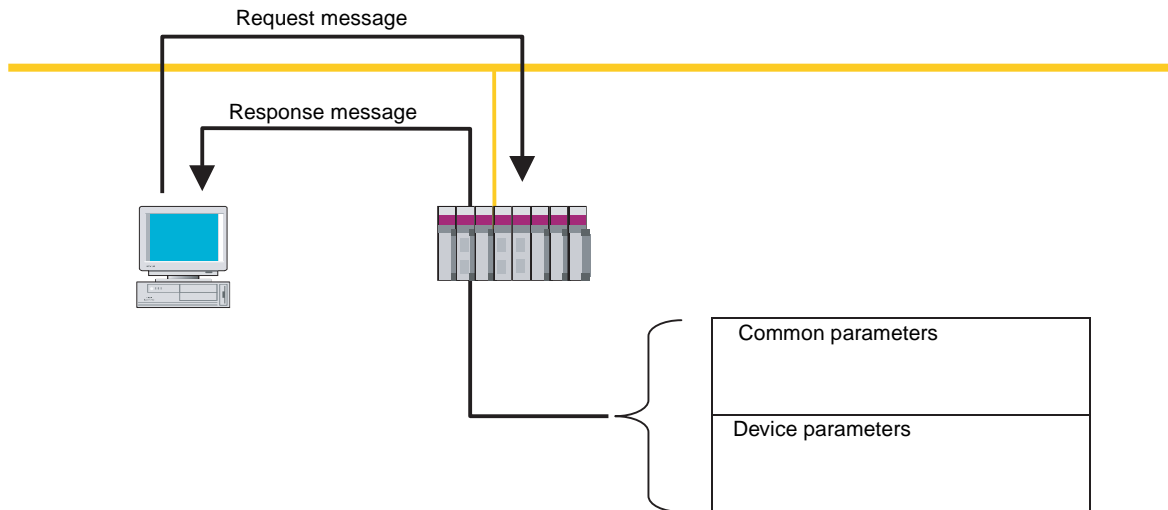 Request message
Response message
Common parameters
Device parameters